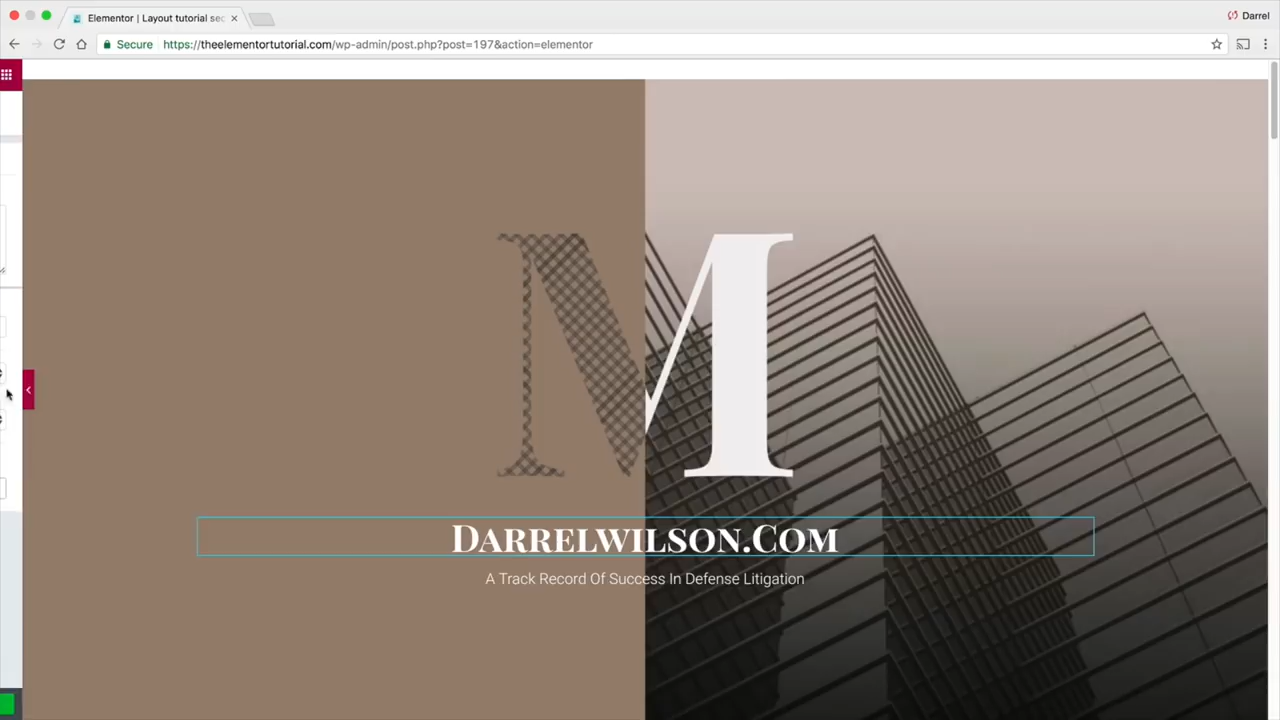 Elementor | Layout tutorial sec
Darrel
Secure https://theelementortutorial.com/wp-admin/post.php?post=197&action=elementor
M
DARRELWILSON.COM
A Track Record Of Success In Defense Litigation